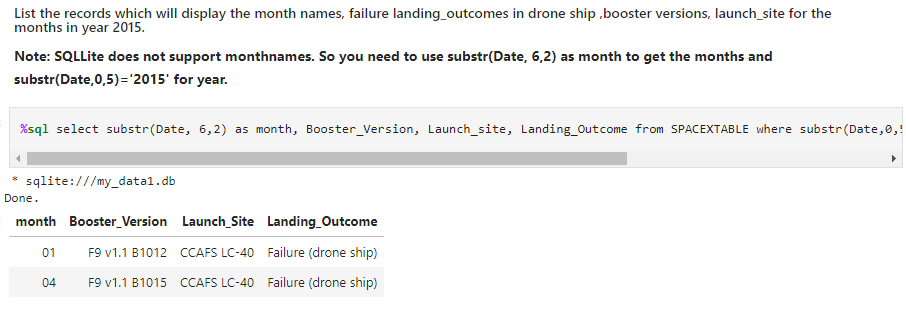 List the records which will display the month names, failure landing_outcomes in drone ship ,booster versions, launch_site for the
months in year 2015.
Note: SQLLite does not support monthnames. So you need to use substr(Date, 6,2) as month to get the months and
substr(Date,0,5)='2015' for year.
%sql select substr(Date, 6,2) as month, Booster_Version, Launch_site, Landing_Outcome from SPACEXTABLE where substr(Date,0,
* sqlite:///my_data1.db
Done.
month Booster_Version Launch_Site Landing_Outcome
01 F9 v1.1 B1012 CCAFS LC-40 Failure (drone ship)
04 F9 v1.1 B1015 CCAFS LC-40 Failure (drone ship)